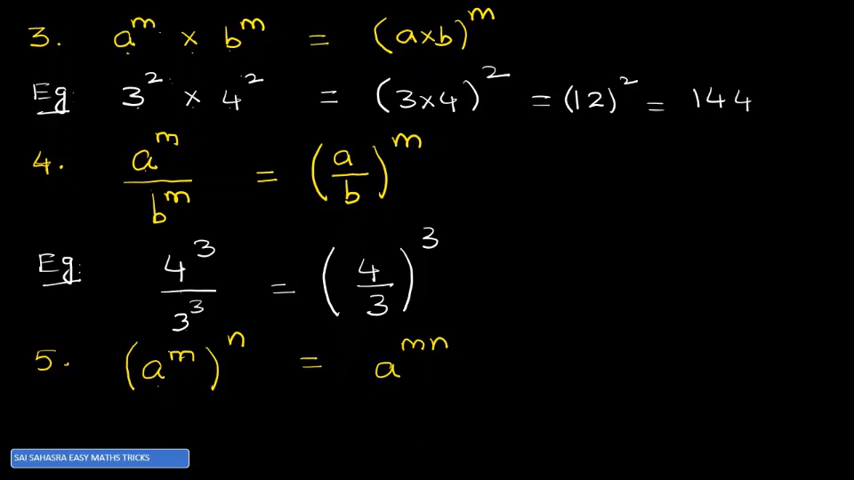 3. a^m × b^m = (a×b)^m
Eg 3^2 × 4^2 = (3×4)^2 = (12)^2 = 144
4. a^m/b^m = (a/b)^m
Eg: 4^3/3^3 = (4/3)^3
5. (a^m)^n = a^mn
SAI SAHASRA EASY MATHS TRICKS